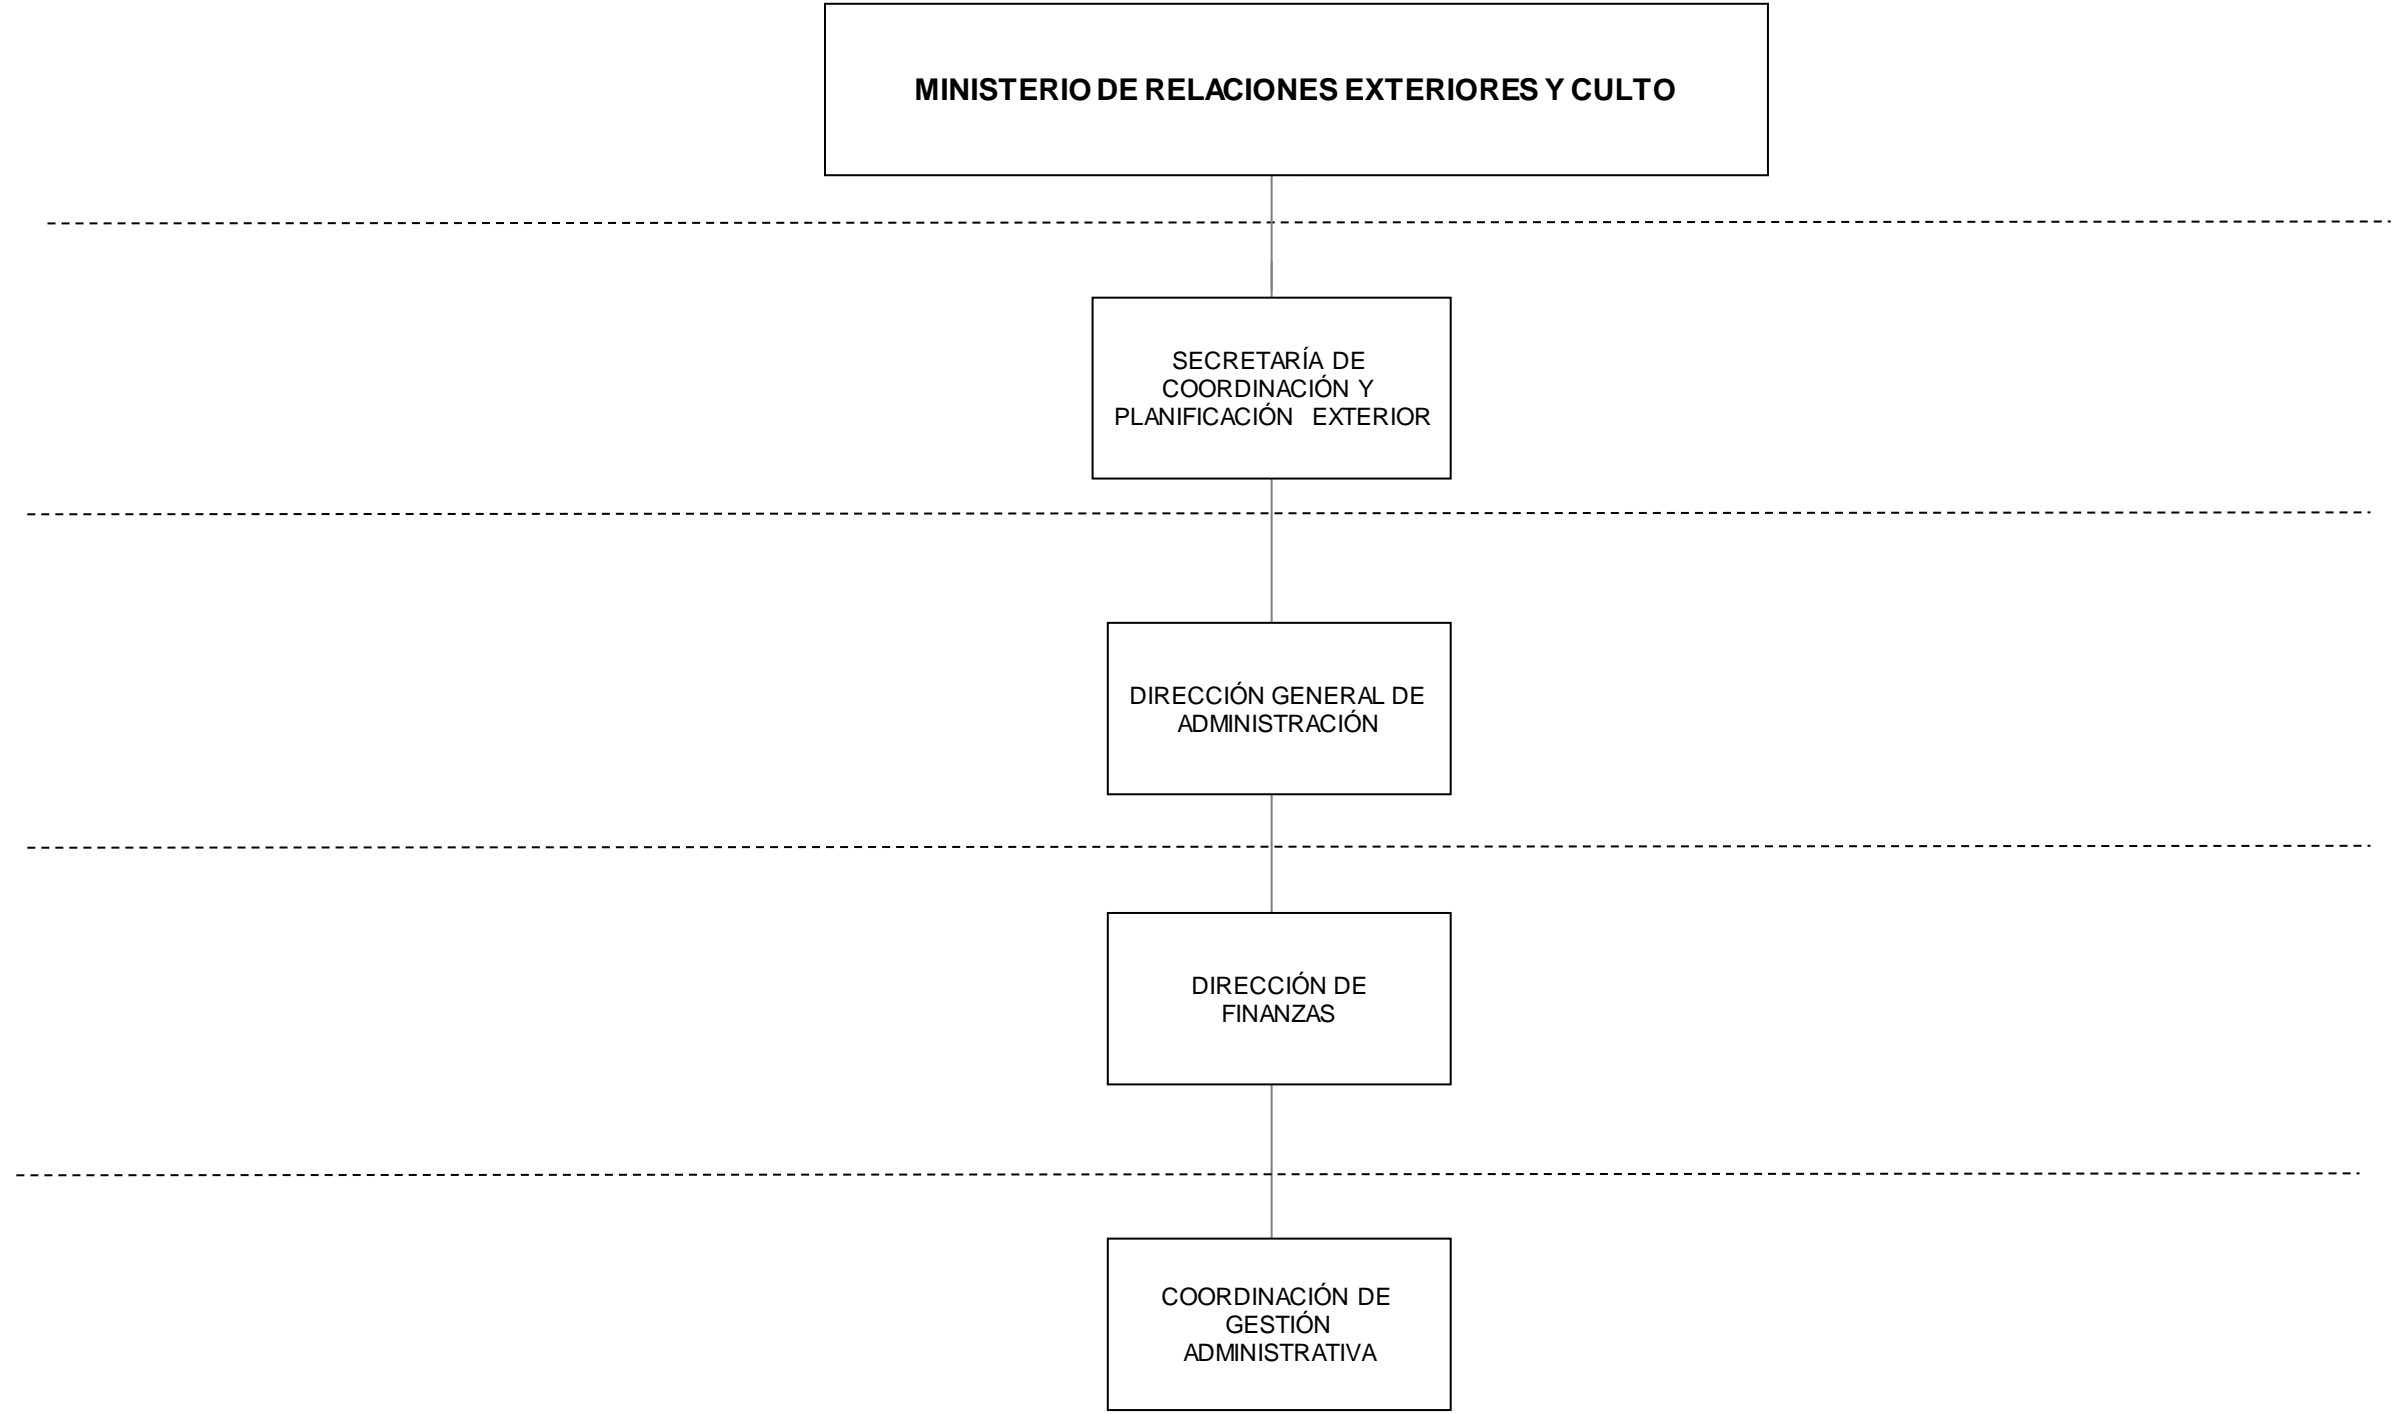 MINISTERIO DE RELACIONES EXTERIORES Y CULTO
SECRETARÍA DE
COORDINACIÓN Y
PLANIFICACIÓN EXTERIOR
DIRECCIÓN GENERAL DE
ADMINISTRACIÓN
DIRECCIÓN DE
FINANZAS
COORDINACIÓN DE
GESTIÓN
ADMINISTRATIVA